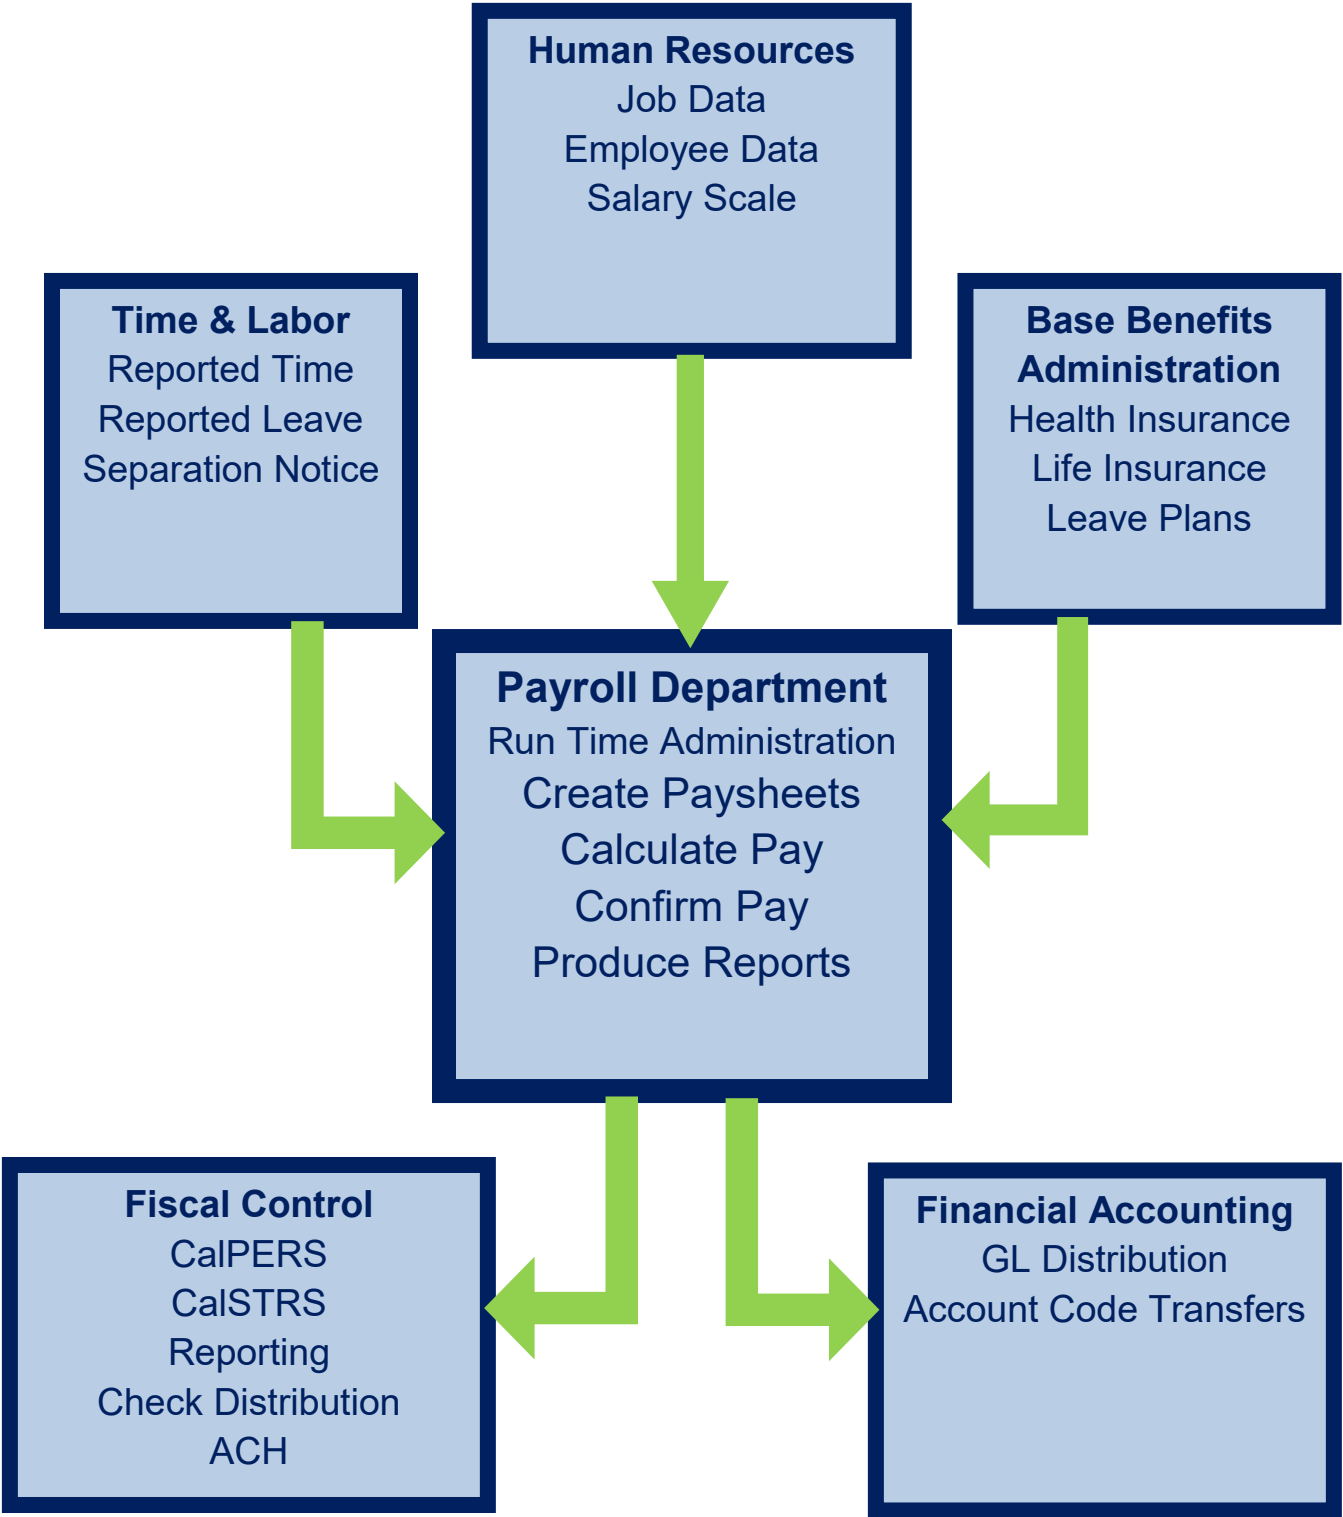 Human Resources
Job Data
Employee Data
Salary Scale
Time & Labor
Reported Time
Reported Leave
Separation Notice
Base Benefits
Administration
Health Insurance
Life Insurance
Leave Plans
Payroll Department
Run Time Administration
Create Paysheets
Calculate Pay
Confirm Pay
Produce Reports
Fiscal Control
CalPERS
CalSTRS
Reporting
Check Distribution
ACH
Financial Accounting
GL Distribution
Account Code Transfers